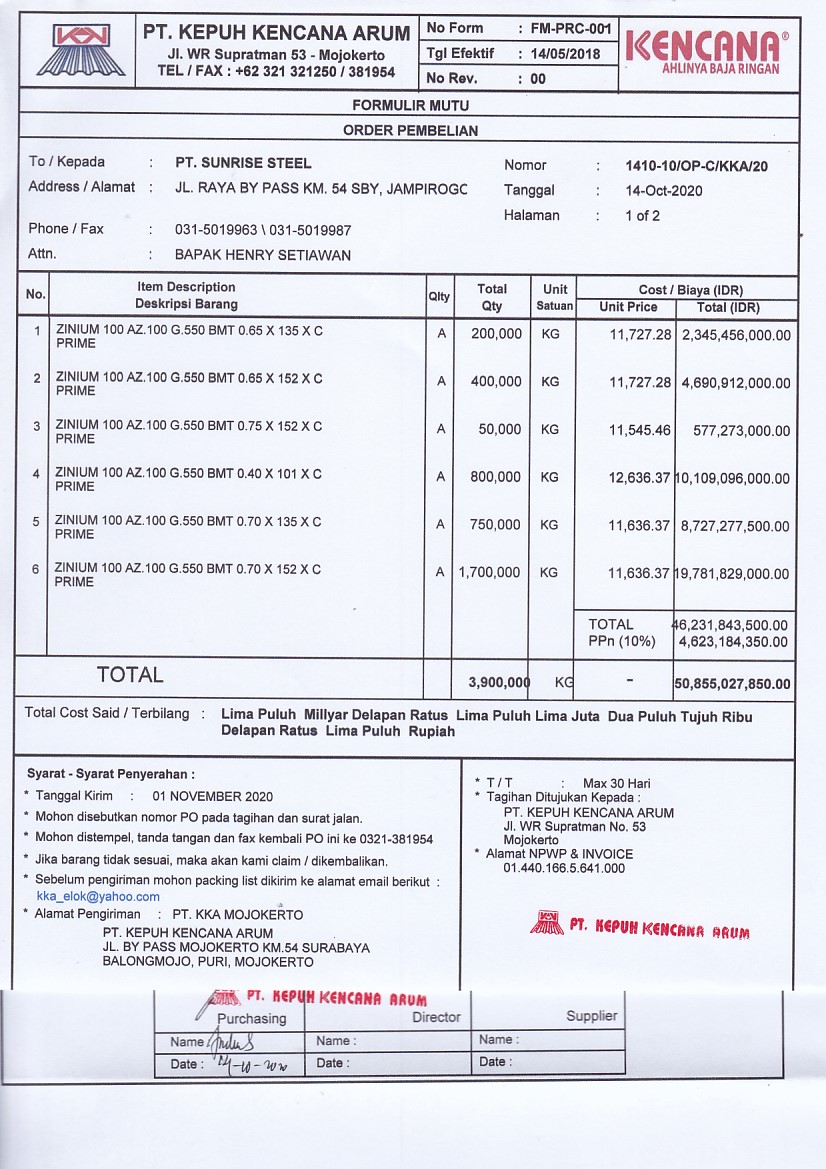 PT. KEPUH KENCANA ARUM
Jl. WR Supratman 53 - Mojokerto
TEL / FAX : +62 321 321250 / 381954
No Form : FM-PRC-001
Tgl Efektif : 14/05/2018
No Rev. : 00
KENCANA®
AHLINYA BAJA RINGAN
FORMULIR MUTU
ORDER PEMBELIAN
To / Kepada : PT. SUNRISE STEEL
Address / Alamat : JL. RAYA BY PASS KM. 54 SBY, JAMPIROGC
Phone / Fax : 031-5019963 \ 031-5019987
Attn. : BAPAK HENRY SETIAWAN
Nomor : 1410-10/OP-C/KKA/20
Tanggal : 14-Oct-2020
Halaman : 1 of 2
No. Item Description Qlty Total Unit Cost / Biaya (IDR)
Deskripsi Barang Qty Satuan Unit Price Total (IDR)
1 ZINIUM 100 AZ.100 G.550 BMT 0.65 X 135 X C A 200,000 KG 11,727.28 2,345,456,000.00
PRIME
2 ZINIUM 100 AZ.100 G.550 BMT 0.65 X 152 X C A 400,000 KG 11,727.28 4,690,912,000.00
PRIME
3 ZINIUM 100 AZ.100 G.550 BMT 0.75 X 152 X C A 50,000 KG 11,545.46 577,273,000.00
PRIME
4 ZINIUM 100 AZ.100 G.550 BMT 0.40 X 101 X C A 800,000 KG 12,636.37 10,109,096,000.00
PRIME
5 ZINIUM 100 AZ.100 G.550 BMT 0.70 X 135 X C A 750,000 KG 11,636.37 8,727,277,500.00
PRIME
6 ZINIUM 100 AZ.100 G.550 BMT 0.70 X 152 X C A 1,700,000 KG 11,636.37 19,781,829,000.00
PRIME
TOTAL 46,231,843,500.00
PPn (10%) 4,623,184,350.00
TOTAL 3,900,000 KG - 50,855,027,850.00
Total Cost Said / Terbilang : Lima Puluh Millyar Delapan Ratus Lima Puluh Lima Juta Dua Puluh Tujuh Ribu
Delapan Ratus Lima Puluh Rupiah
Syarat - Syarat Penyerahan :
* Tanggal Kirim : 01 NOVEMBER 2020
* Mohon disebutkan nomor PO pada tagihan dan surat jalan.
* Mohon distempel, tanda tangan dan fax kembali PO ini ke 0321-381954
* Jika barang tidak sesuai, maka akan kami claim / dikembalikan.
* Sebelum pengiriman mohon packing list dikirim ke alamat email berikut :
kka_elok@yahoo.com
* Alamat Pengiriman : PT. KKA MOJOKERTO
PT. KEPUH KENCANA ARUM
JL. BY PASS MOJOKERTO KM.54 SURABAYA
BALONGMOJO, PURI, MOJOKERTO
* T / T : Max 30 Hari
* Tagihan Ditujukan Kepada :
PT. KEPUH KENCANA ARUM
Jl. WR Supratman No. 53
Mojokerto
* Alamat NPWP & INVOICE
01.440.166.5.641.000
PT. KEPUH KENCANA ARUM
PT. KEPUH KENCANA ARUM
Purchasing Director Supplier
Name : Name : Name :
Date : Date : Date :